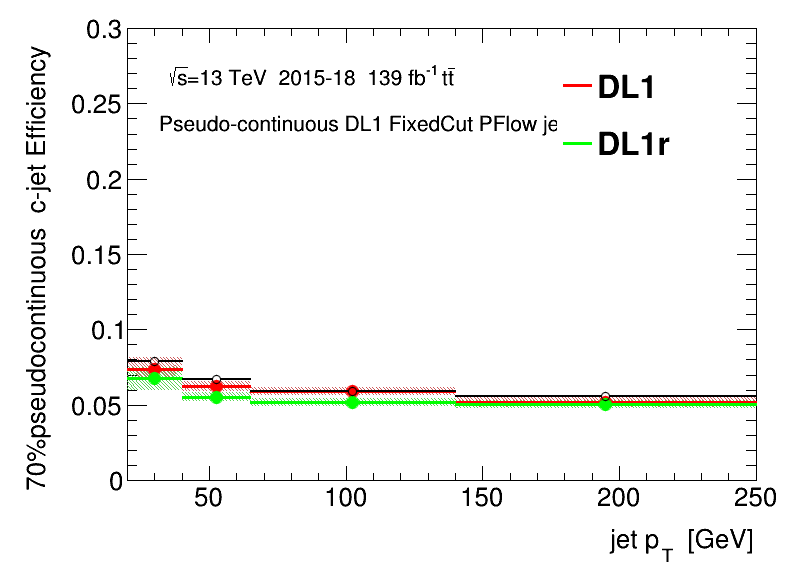 0.3
0.25
0.2
0.15
0.1
0.05
0
70%pseudocontinuous c-jet Efficiency
√s=13 TeV 2015-18 139 fb⁻¹ tt̄
Pseudo-continuous DL1 FixedCut PFlow je
DL1
DL1r
50 100 150 200 250
jet p_T [GeV]